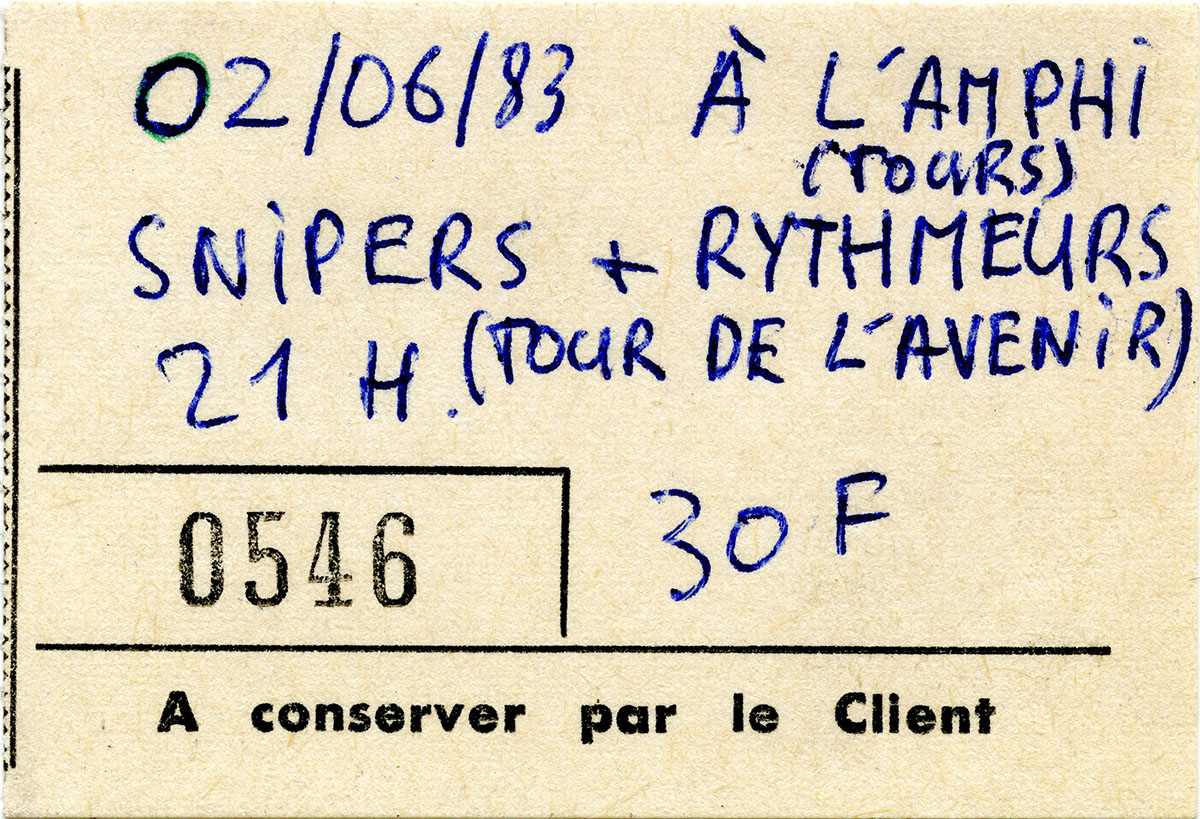 02/06/83 À L'AMPHI
(TOURS)
SNIPERS + RYTHMEURS
21 H. (TOUR DE L'AVENIR)
0546 30 F
A conserver par le Client